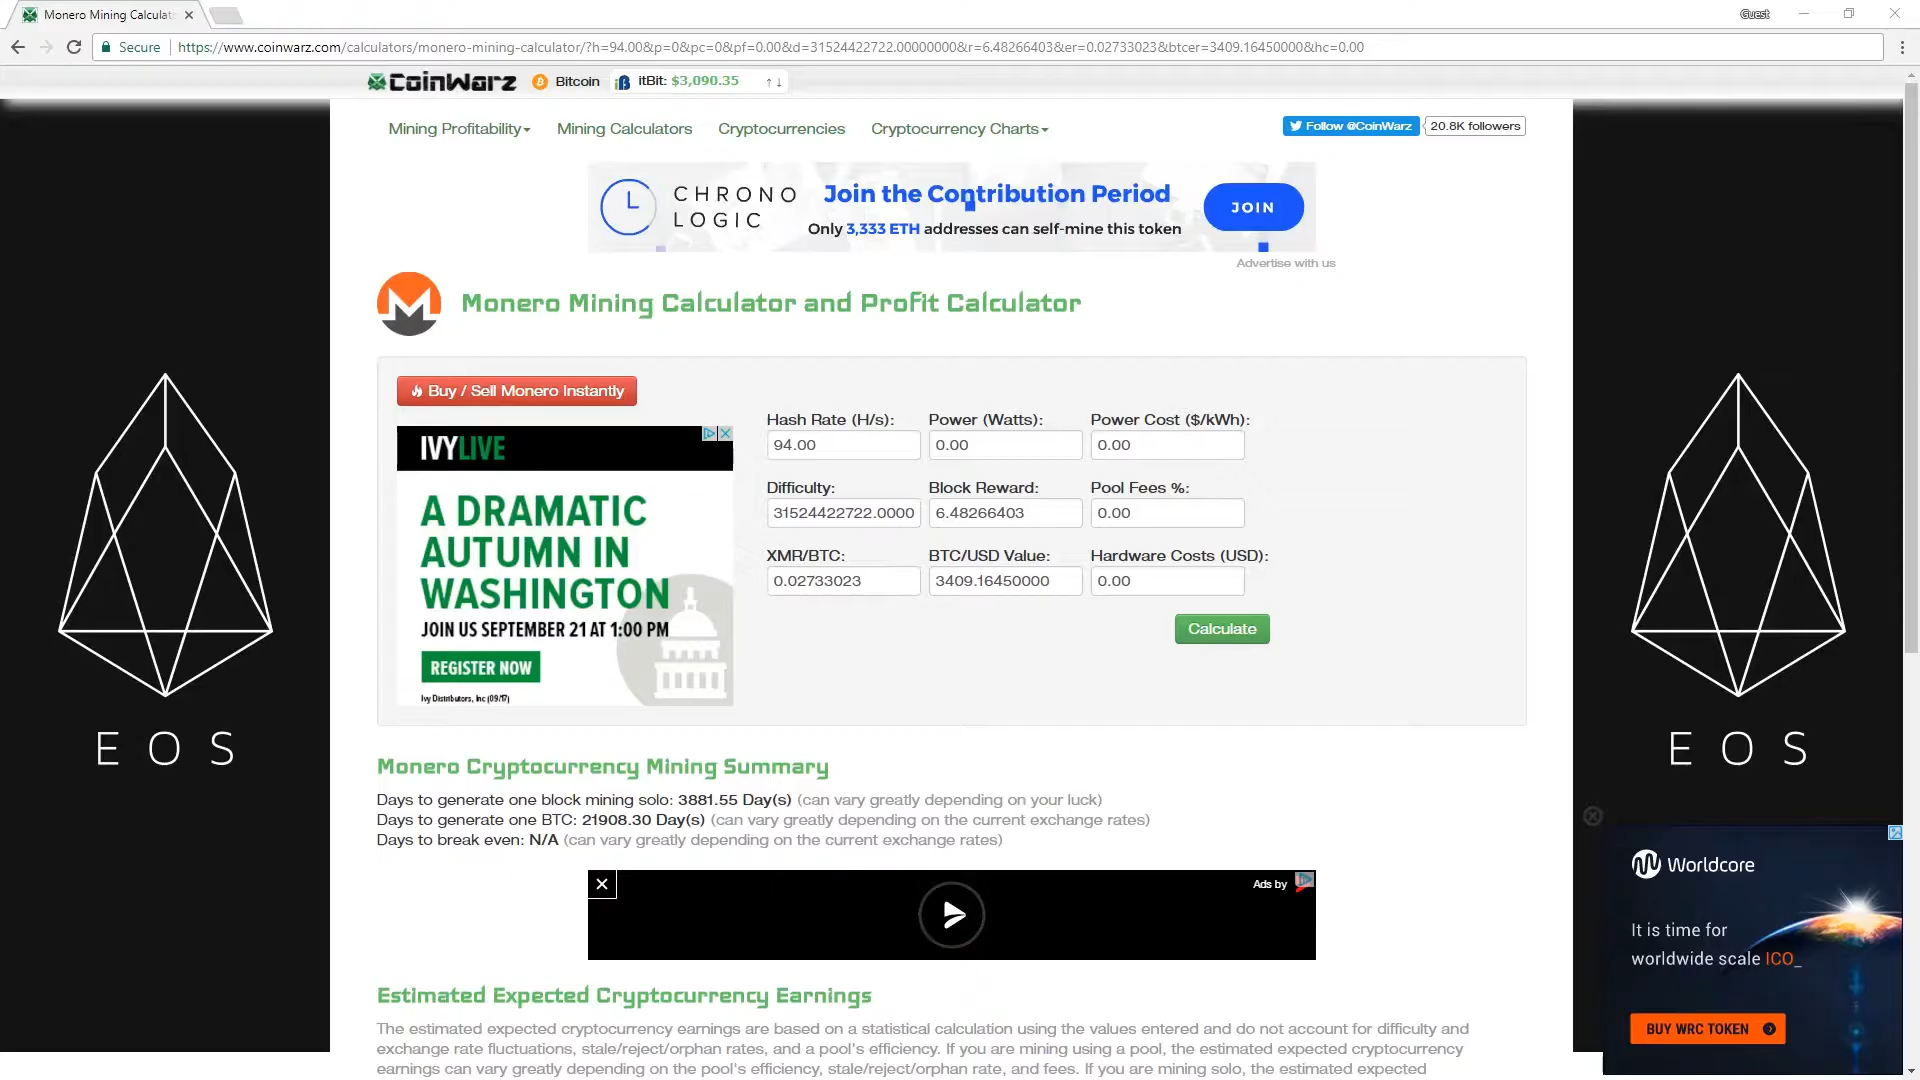 Monero Mining Calculat
Guest
Secure
https://www.coinwarz.com/calculators/monero-mining-calculator/?h=94.00&p=0&pc=0&pf=0.00&d=31524422722.00000000&r=6.48266403&er=0.02733023&btcer=3409.16450000&hc=0.00
CoinWarz
Bitcoin
itBit: $3,090.35 ↑ ↓
Mining Profitability
Mining Calculators
Cryptocurrencies
Cryptocurrency Charts
Follow @CoinWarz
20.8K followers
CHRONO
LOGIC
Join the Contribution Period
Only 3,333 ETH addresses can self-mine this token
JOIN
Advertise with us
Monero Mining Calculator and Profit Calculator
Buy / Sell Monero Instantly
IVYLIVE
A DRAMATIC
AUTUMN IN
WASHINGTON
JOIN US SEPTEMBER 21 AT 1:00 PM
REGISTER NOW
Ivy Distributors, Inc (09/17)
Hash Rate (H/s): Power (Watts): Power Cost ($/kWh):
94.00 0.00 0.00
Difficulty: Block Reward: Pool Fees %:
31524422722.0000 6.48266403 0.00
XMR/BTC: BTC/USD Value: Hardware Costs (USD):
0.02733023 3409.16450000 0.00
Calculate
EOS
EOS
Monero Cryptocurrency Mining Summary
Days to generate one block mining solo: 3881.55 Day(s) (can vary greatly depending on your luck)
Days to generate one BTC: 21908.30 Day(s) (can vary greatly depending on the current exchange rates)
Days to break even: N/A (can vary greatly depending on the current exchange rates)
Ads by
Worldcore
It is time for
worldwide scale ICO_
BUY WRC TOKEN
Estimated Expected Cryptocurrency Earnings
The estimated expected cryptocurrency earnings are based on a statistical calculation using the values entered and do not account for difficulty and
exchange rate fluctuations, stale/reject/orphan rates, and a pool's efficiency. If you are mining using a pool, the estimated expected cryptocurrency
earnings can vary greatly depending on the pool's efficiency, stale/reject/orphan rate, and fees. If you are mining solo, the estimated expected